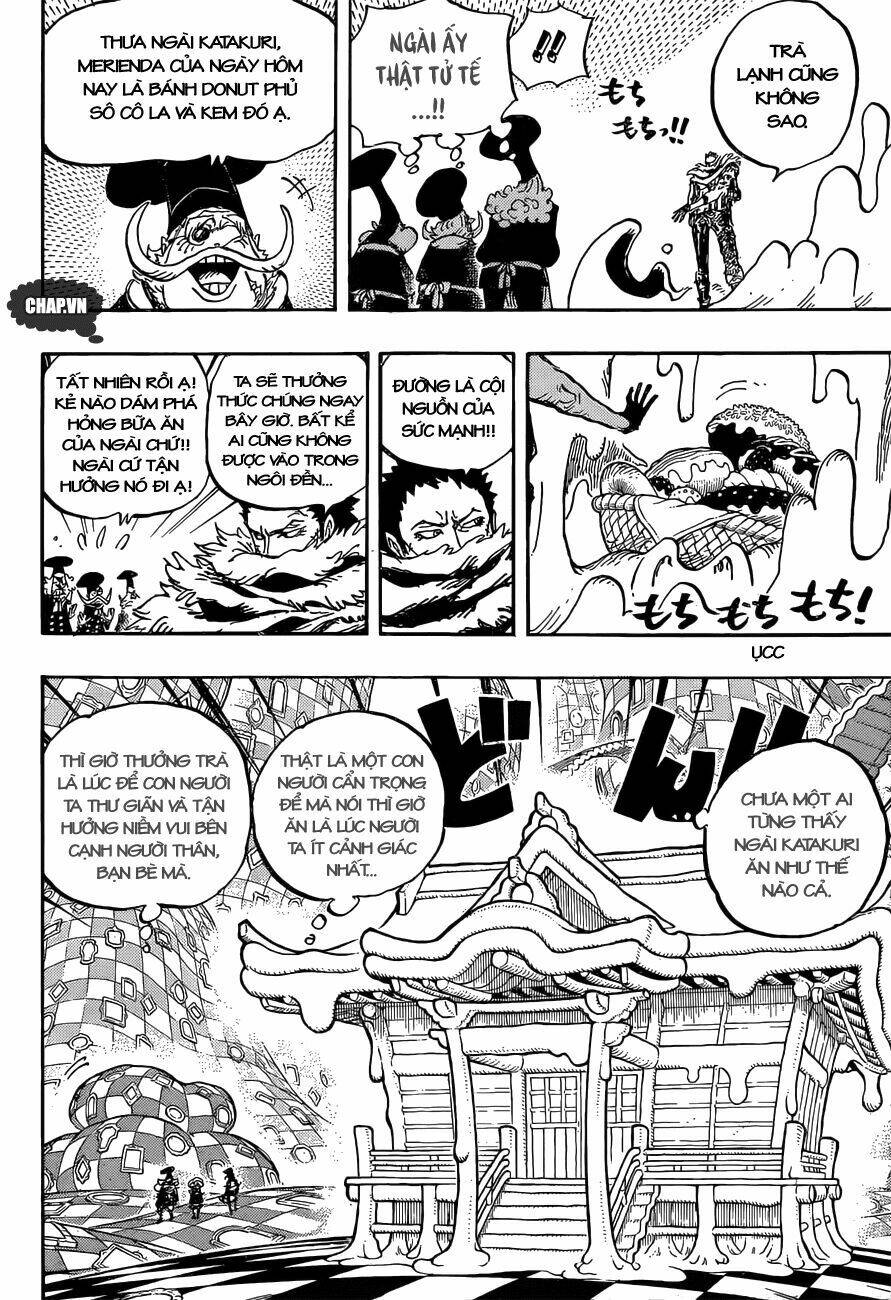 TRÀ
LẠNH CŨNG
KHÔNG
SAO.
もち
もちっ!!
!!
NGÀI ẤY
THẬT TỬ TẾ
...!!
THƯA NGÀI KATAKURI,
MERIENDA CỦA NGÀY HÔM
NAY LÀ BÁNH DONUT PHỦ
SÔ CÔ LA VÀ KEM ĐÓ Ạ.
CHAP.VN
もち もち もち!
ỤCC
ĐƯỜNG LÀ CỘI
NGUỒN CỦA
SỨC MẠNH!!
TA SẼ THƯỞNG
THỨC CHÚNG NGAY
BÂY GIỜ. BẤT KỂ
AI CŨNG KHÔNG
ĐƯỢC VÀO TRONG
NGÔI ĐỀN...
TẤT NHIÊN RỒI Ạ!
KẺ NÀO DÁM PHÁ
HỎNG BỮA ĂN
CỦA NGÀI CHỨ!!
NGÀI CỨ TẬN
HƯỞNG NÓ ĐI Ạ!
どん!!
CHƯA MỘT AI
TỪNG THẤY
NGÀI KATAKURI
ĂN NHƯ THẾ
NÀO CẢ.
THẬT LÀ MỘT CON
NGƯỜI CẨN TRỌNG
ĐỂ MÀ NÓI THÌ GIỜ
ĂN LÀ LÚC NGƯỜI
TA ÍT CẢNH GIÁC
NHẤT...
THÌ GIỜ THƯỞNG TRÀ
LÀ LÚC ĐỂ CON NGƯỜI
TA THƯ GIÃN VÀ TẬN
HƯỞNG NIỀM VUI BÊN
CẠNH NGƯỜI THÂN,
BẠN BÈ MÀ.